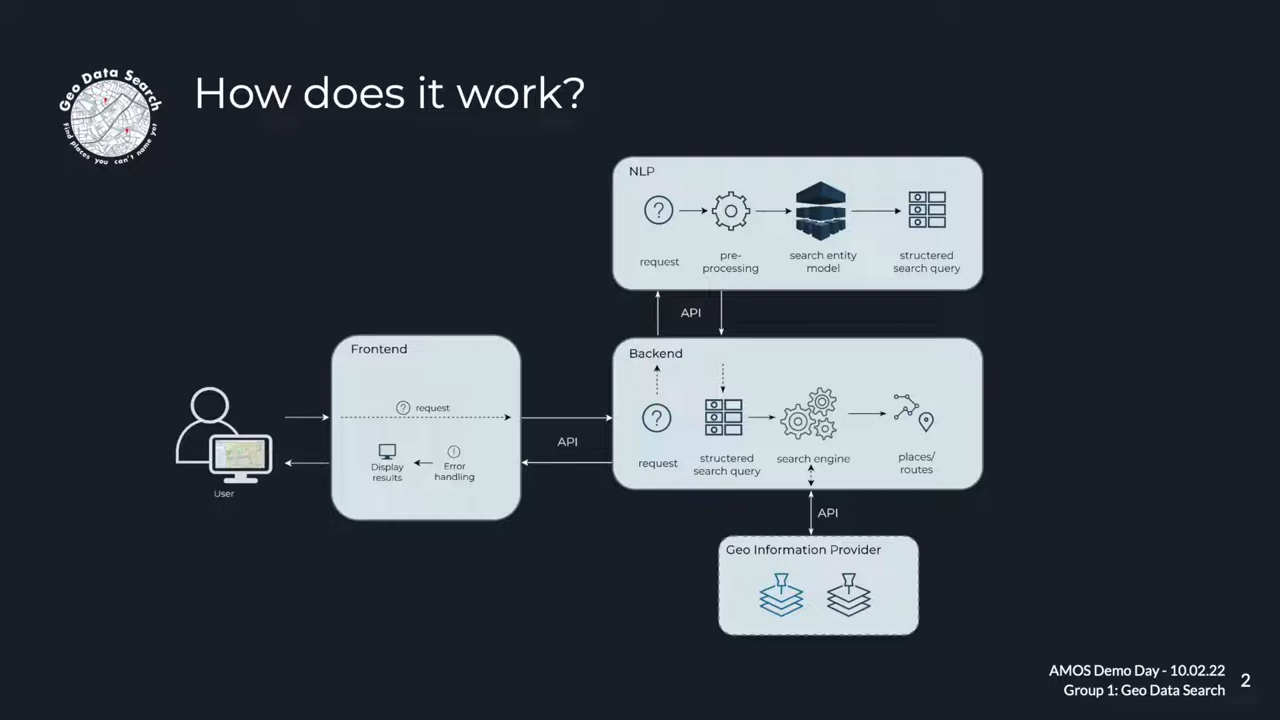 Geo Data Search
Find places you can't name yet
How does it work?
NLP
?
request
pre-
processing
search entity
model
structured
search query
API
Frontend
? request
Display
results
!
Error
handling
User
API
Backend
?
request
structured
search query
search engine
places/
routes
API
Geo Information Provider
AMOS Demo Day - 10.02.22
Group 1: Geo Data Search
2